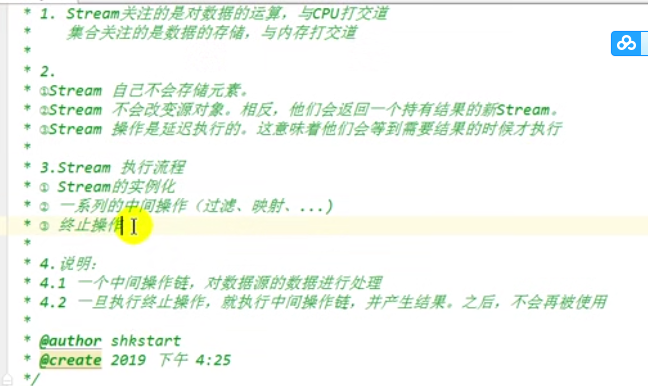 * 1. Stream关注的是对数据的运算，与CPU打交道
*    集合关注的是数据的存储，与内存打交道
*
* 2.
* ①Stream 自己不会存储元素。
* ②Stream 不会改变源对象。相反，他们会返回一个持有结果的新Stream。
* ③Stream 操作是延迟执行的。这意味着他们会等到需要结果的时候才执行
*
* 3.Stream 执行流程
* ① Stream的实例化
* ② 一系列的中间操作（过滤、映射、...)
* ③ 终止操作
*
* 4.说明：
* 4.1 一个中间操作链，对数据源的数据进行处理
* 4.2 一旦执行终止操作，就执行中间操作链，并产生结果。之后，不会再被使用
*
* @author shkstart
* @create 2019 下午 4:25
*/